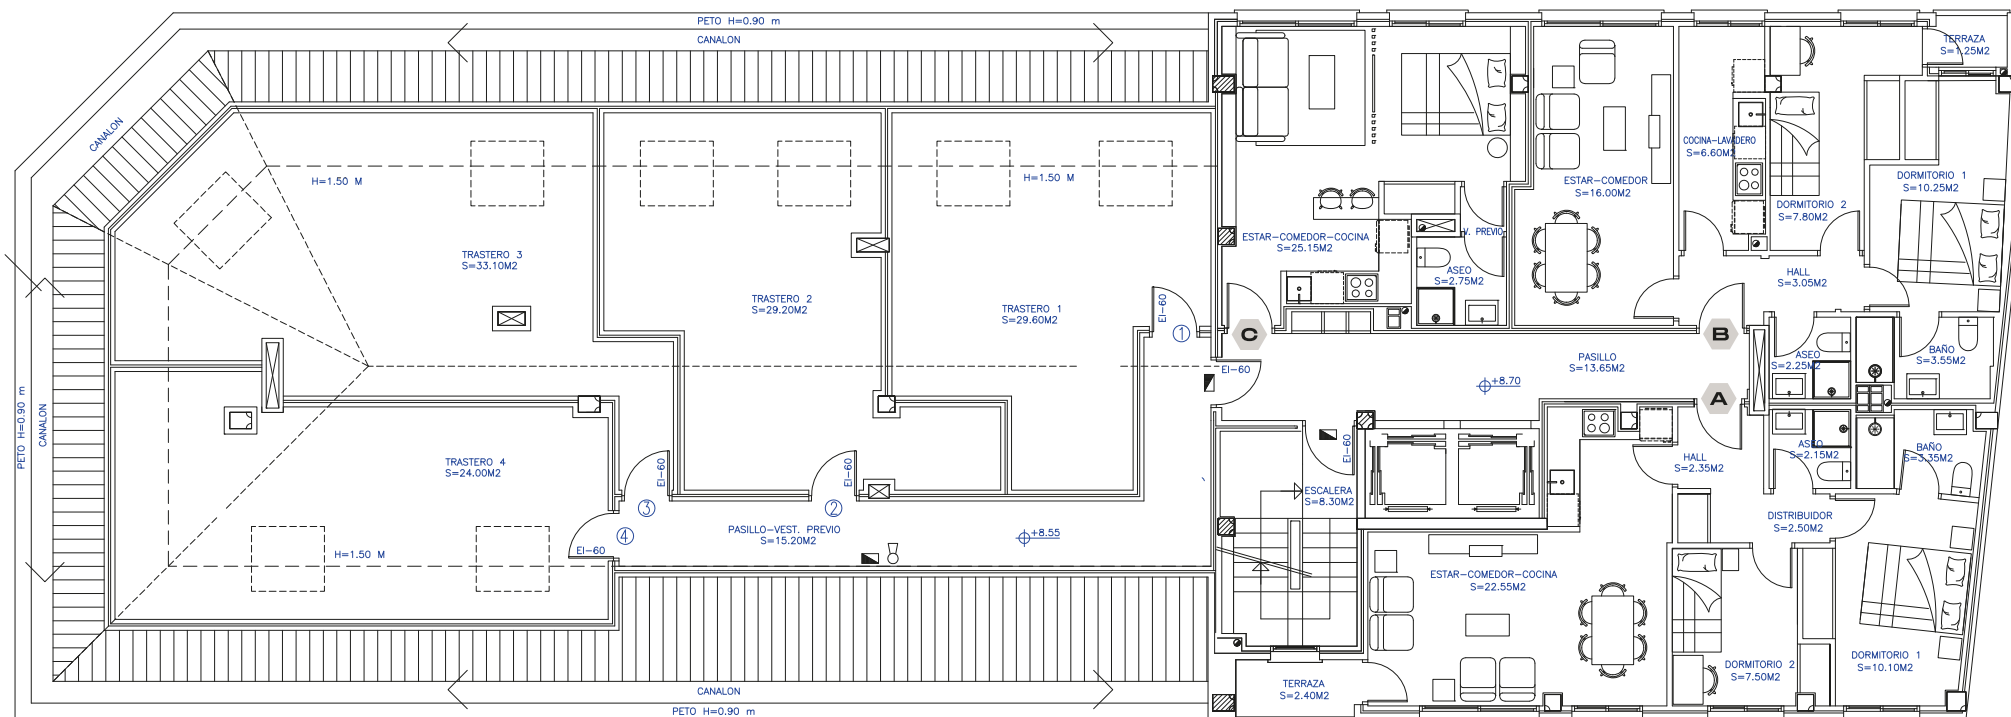 PETO H=0.90 m
CANALON
CANALON
H=1.50 M
H=1.50 M
TRASTERO 3
S=33.10M2
TRASTERO 2
S=29.20M2
TRASTERO 1
S=29.60M2
EI-60
1
PETO H=0.90 m
CANALON
TRASTERO 4
S=24.00M2
H=1.50 M
EI-60
3
EI-60
2
4
EI-60
PASILLO-VEST. PREVIO
S=15.20M2
+8.55
CANALON
PETO H=0.90 m
ESTAR-COMEDOR-COCINA
S=25.15M2
V. PREVIO
ASEO
S=2.75M2
C
EI-60
ESTAR-COMEDOR
S=16.00M2
COCINA-LAVADERO
S=6.60M2
DORMITORIO 2
S=7.80M2
TERRAZA
S=1.25M2
DORMITORIO 1
S=10.25M2
HALL
S=3.05M2
B
PASILLO
S=13.65M2
+8.70
ASEO
S=2.25M2
BAÑO
S=3.55M2
A
EI-60
ESCALERA
S=8.30M2
HALL
S=2.35M2
ASEO
S=2.15M2
BAÑO
S=3.35M2
DISTRIBUIDOR
S=2.50M2
ESTAR-COMEDOR-COCINA
S=22.55M2
DORMITORIO 2
S=7.50M2
DORMITORIO 1
S=10.10M2
TERRAZA
S=2.40M2